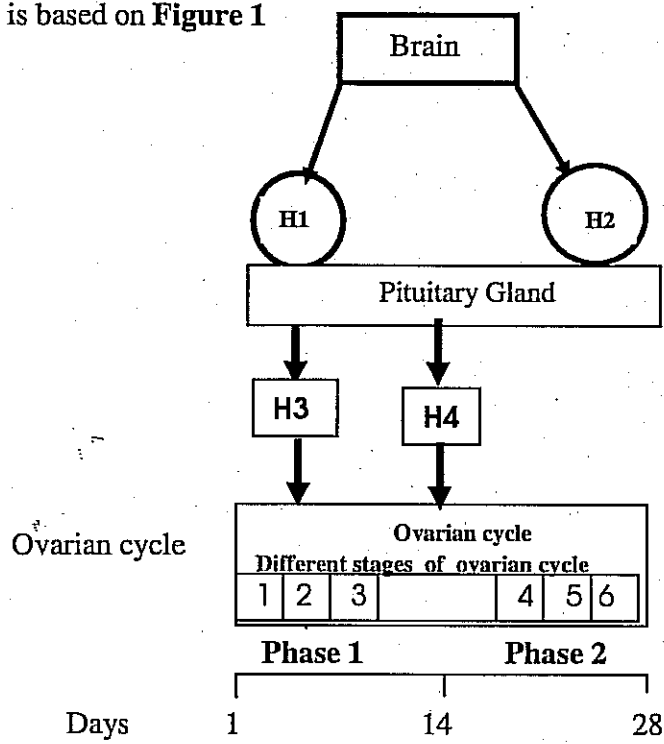 is based on Figure 1
Brain
H1
H2
Pituitary Gland
H3
H4
Ovarian cycle
Ovarian cycle
Different stages of ovarian cycle
1 2 3 4 5 6
Phase 1 Phase 2
Days 1 14 28